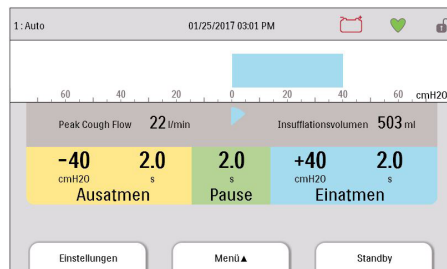 1: Auto 01/25/2017 03:01 PM
60 40 20 0 20 40 60 cmH2O
Peak Cough Flow 22 l/min Insufflationsvolumen 503 ml
-40 2.0 2.0 +40 2.0
cmH2O s s cmH2O s
Ausatmen Pause Einatmen
Einstellungen Menü▲ Standby